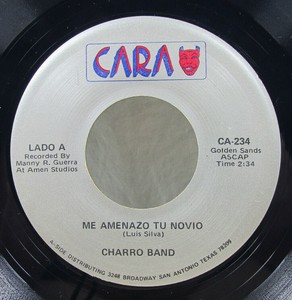 CARA
LADO A
Recorded By
Manny R. Guerra
At Amen Studios
CA-234
Golden Sands
ASCAP
Time 2:34
ME AMENAZO TU NOVIO
(Luis Silva)
CHARRO BAND
A-SIDE DISTRIBUTING 3240 BROADWAY SAN ANTONIO TEXAS 78209